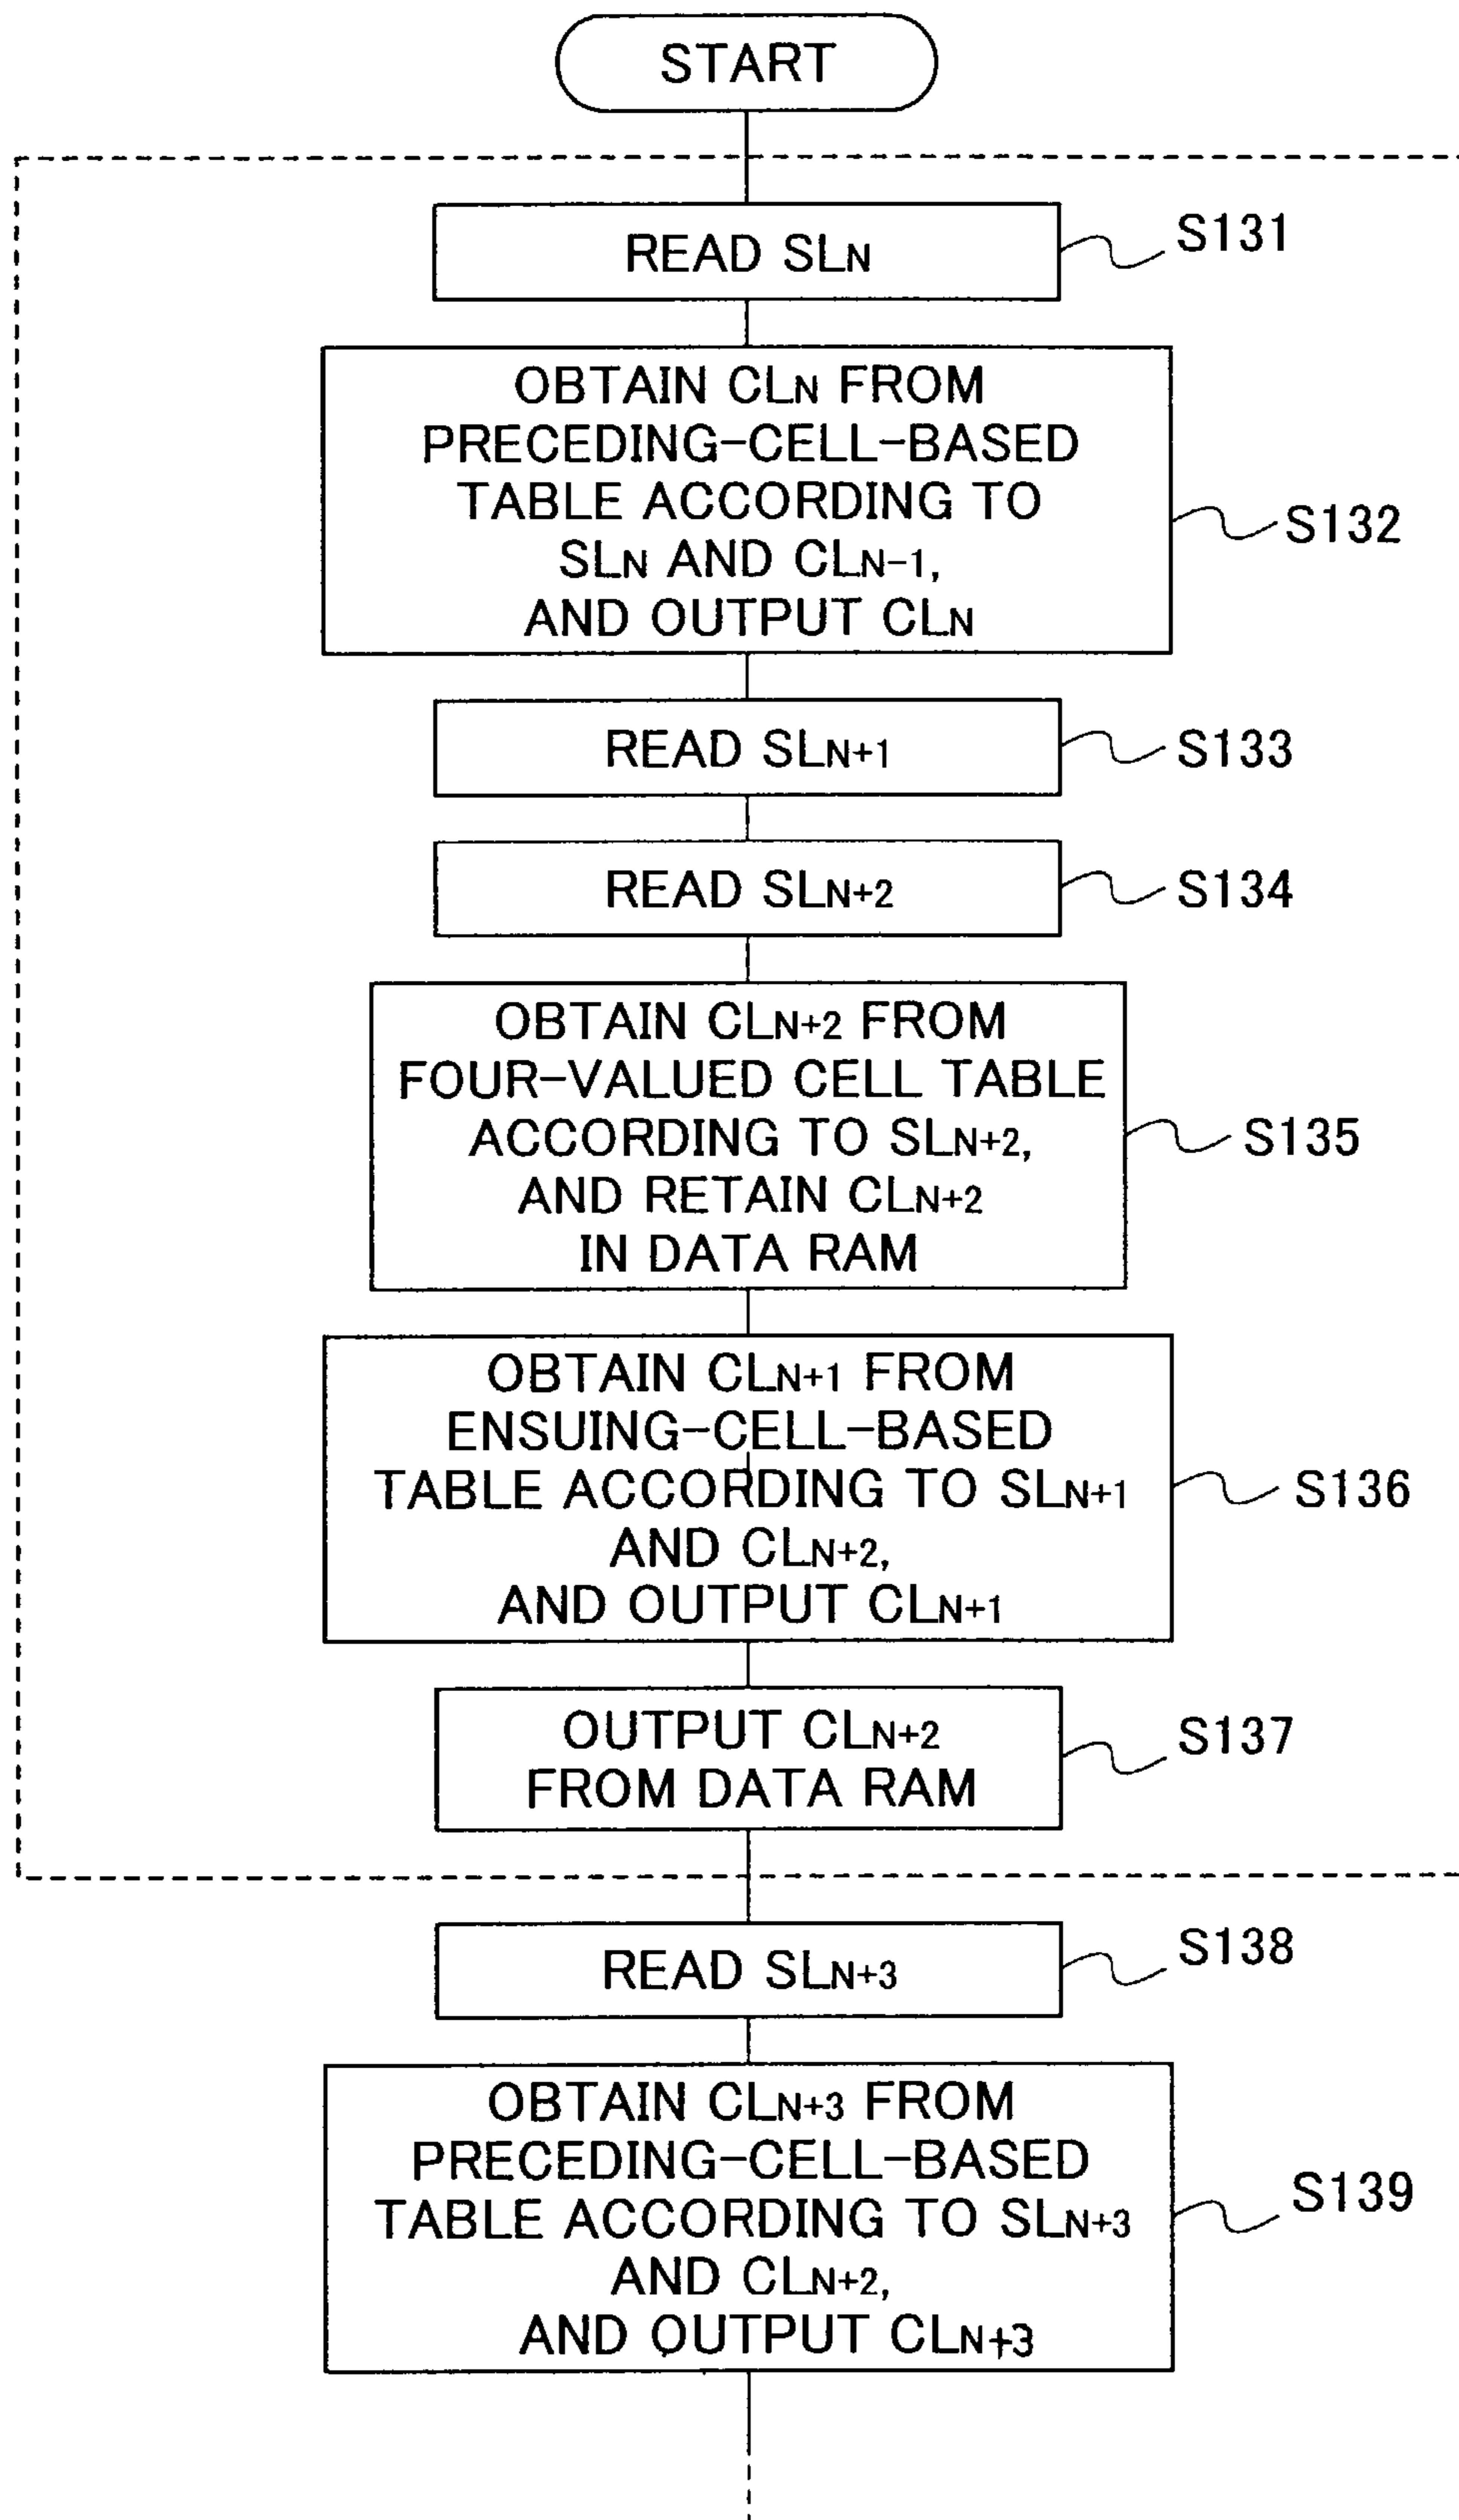 START
READ SLN
S131
OBTAIN CLN FROM
PRECEDING-CELL-BASED
TABLE ACCORDING TO
SLN AND CLN-1,
AND OUTPUT CLN
S132
READ SLN+1
S133
READ SLN+2
S134
OBTAIN CLN+2 FROM
FOUR-VALUED CELL TABLE
ACCORDING TO SLN+2,
AND RETAIN CLN+2
IN DATA RAM
S135
OBTAIN CLN+1 FROM
ENSUING-CELL-BASED
TABLE ACCORDING TO SLN+1
AND CLN+2,
AND OUTPUT CLN+1
S136
OUTPUT CLN+2
FROM DATA RAM
S137
READ SLN+3
S138
OBTAIN CLN+3 FROM
PRECEDING-CELL-BASED
TABLE ACCORDING TO SLN+3
AND CLN+2,
AND OUTPUT CLN+3
S139